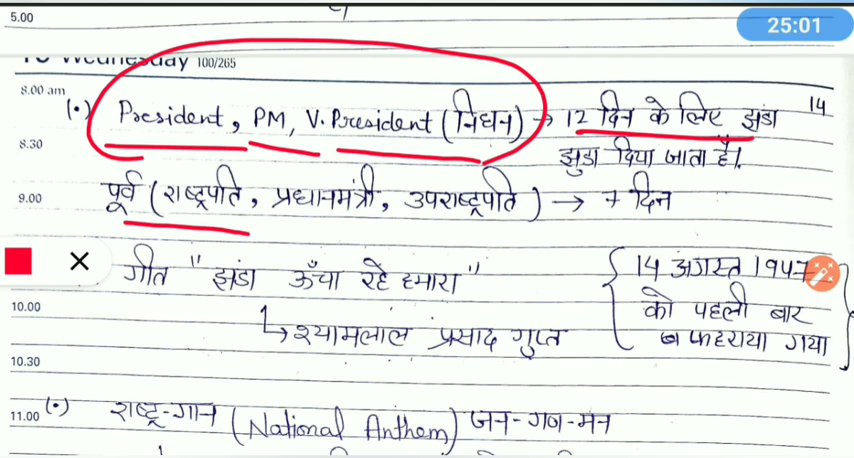 5.00
25:01
Wednesday 100/265
8.00 am
(•) President, PM, V. President (निधन) → 12 दिन के लिए झंडा 14
8.30
झुडा दिया जाता है।
9.00 पूर्व (राष्ट्रपति, प्रधानमंत्री, उपराष्ट्रपति) → 7 दिन
गीत "झंडा ऊँचा रहे हमारा" { 14 अगस्त 1947
10.00 को पहली बार
↳ श्यामलाल प्रसाद गुप्त फहराया गया }
10.30
11.00 (•) राष्ट्र-गान (National Anthem) जन-गण-मन